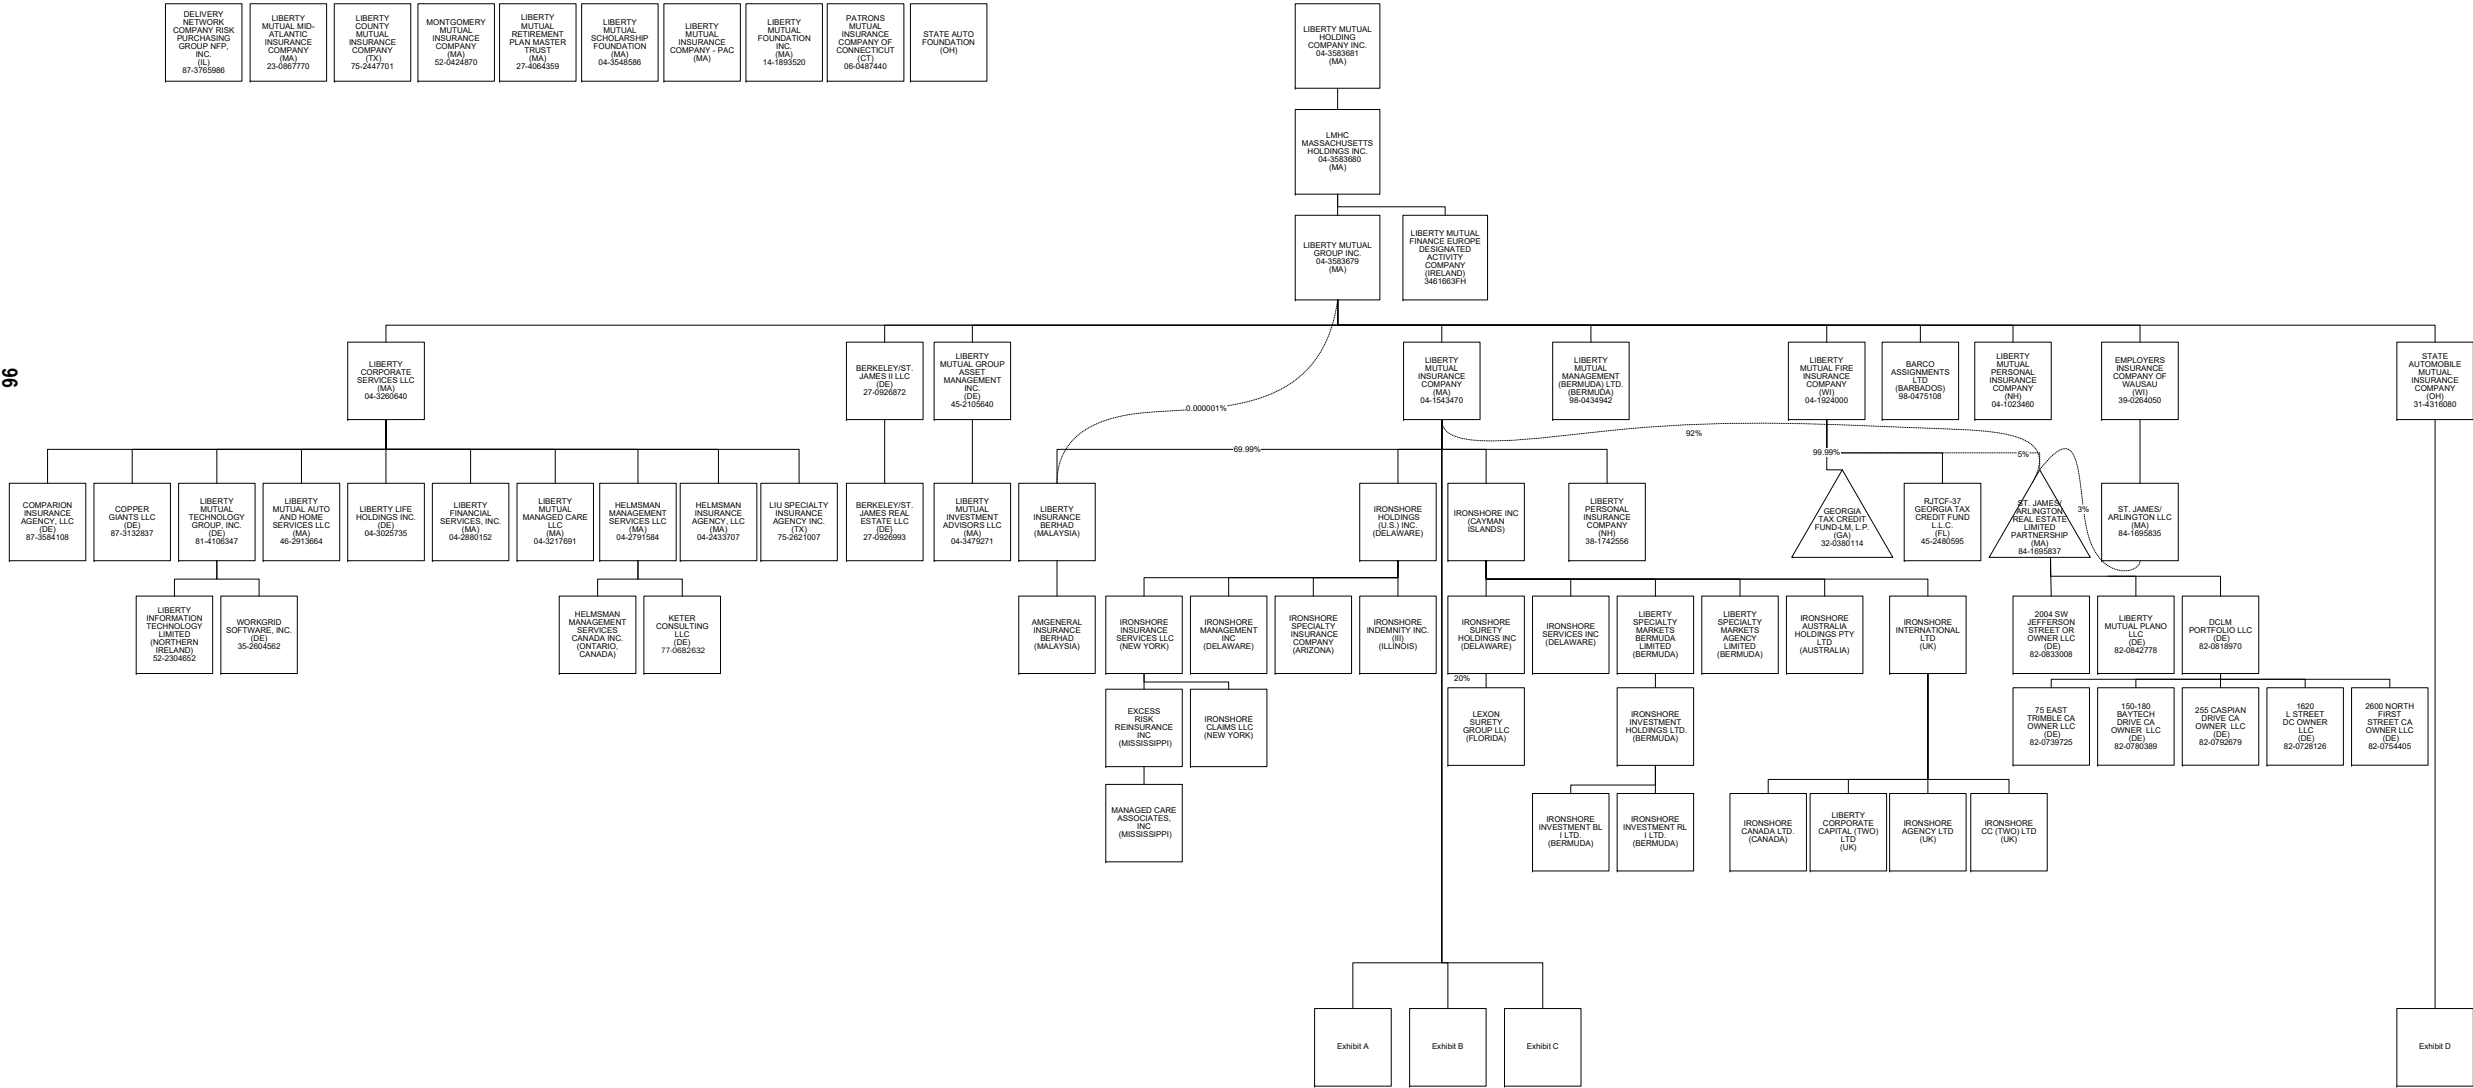 DELIVERY
NETWORK
COMPANY RISK
PURCHASING
GROUP NFP,
INC.
(IL)
87-3765986
LIBERTY
MUTUAL MID-
ATLANTIC
INSURANCE
COMPANY
(MA)
23-0867770
LIBERTY
COUNTY
MUTUAL
INSURANCE
COMPANY
(TX)
75-2447701
MONTGOMERY
MUTUAL
INSURANCE
COMPANY
(MA)
52-0424870
LIBERTY
MUTUAL
RETIREMENT
PLAN MASTER
TRUST
(MA)
27-4064359
LIBERTY
MUTUAL
SCHOLARSHIP
FOUNDATION
(MA)
04-3548586
LIBERTY
MUTUAL
INSURANCE
COMPANY - PAC
(MA)
LIBERTY
MUTUAL
FOUNDATION
INC.
(MA)
14-1893520
PATRONS
MUTUAL
INSURANCE
COMPANY OF
CONNECTICUT
(CT)
06-0487440
STATE AUTO
FOUNDATION
(OH)
LIBERTY MUTUAL
HOLDING
COMPANY INC.
04-3583681
(MA)
LMHC
MASSACHUSETTS
HOLDINGS INC.
04-3583680
(MA)
LIBERTY MUTUAL
GROUP INC.
04-3583679
(MA)
LIBERTY MUTUAL
FINANCE EUROPE
DESIGNATED
ACTIVITY
COMPANY
(IRELAND)
3461663FH
96
LIBERTY
CORPORATE
SERVICES LLC
(MA)
04-3260640
BERKELEY/ST.
JAMES II LLC
(DE)
27-0926872
LIBERTY
MUTUAL GROUP
ASSET
MANAGEMENT
INC.
(DE)
45-2105640
LIBERTY
MUTUAL
INSURANCE
COMPANY
(MA)
04-1543470
LIBERTY
MUTUAL
MANAGEMENT
(BERMUDA) LTD.
(BERMUDA)
98-0434942
LIBERTY
MUTUAL FIRE
INSURANCE
COMPANY
(WI)
04-1924000
BARCO
ASSIGNMENTS
LTD
(BARBADOS)
98-0475108
LIBERTY
MUTUAL
PERSONAL
INSURANCE
COMPANY
(NH)
04-1023460
EMPLOYERS
INSURANCE
COMPANY OF
WAUSAU
(WI)
39-0264050
STATE
AUTOMOBILE
MUTUAL
INSURANCE
COMPANY
(OH)
31-4316080
0.000001%
69.99%
92%
99.99%
5%
3%
COMPARION
INSURANCE
AGENCY, LLC
(DE)
87-3584108
COPPER
GIANTS LLC
(DE)
87-3132837
LIBERTY
MUTUAL
TECHNOLOGY
GROUP, INC.
(DE)
81-4106347
LIBERTY
MUTUAL AUTO
AND HOME
SERVICES LLC
(MA)
46-2913664
LIBERTY LIFE
HOLDINGS INC.
(DE)
04-3025735
LIBERTY
FINANCIAL
SERVICES, INC.
(MA)
04-2880152
LIBERTY
MUTUAL
MANAGED CARE
LLC
(MA)
04-3217691
HELMSMAN
MANAGEMENT
SERVICES LLC
(MA)
04-2791584
HELMSMAN
INSURANCE
AGENCY, LLC
(MA)
04-2433707
LIU SPECIALTY
INSURANCE
AGENCY INC.
(TX)
75-2621007
BERKELEY/ST.
JAMES REAL
ESTATE LLC
(DE)
27-0926993
LIBERTY
MUTUAL
INVESTMENT
ADVISORS LLC
(MA)
04-3479271
LIBERTY
INSURANCE
BERHAD
(MALAYSIA)
IRONSHORE
HOLDINGS
(U.S.) INC.
(DELAWARE)
IRONSHORE INC
(CAYMAN
ISLANDS)
LIBERTY
PERSONAL
INSURANCE
COMPANY
(NH)
38-1742556
GEORGIA
TAX CREDIT
FUND-LM, L.P.
(GA)
32-0380114
RJTCF-37
GEORGIA TAX
CREDIT FUND
L.L.C.
(FL)
45-2480595
ST. JAMES/
ARLINGTON
REAL ESTATE
LIMITED
PARTNERSHIP
(MA)
84-1695837
ST. JAMES/
ARLINGTON LLC
(MA)
84-1695835
LIBERTY
INFORMATION
TECHNOLOGY
LIMITED
(NORTHERN
IRELAND)
52-2304652
WORKGRID
SOFTWARE, INC.
(DE)
35-2604562
HELMSMAN
MANAGEMENT
SERVICES
CANADA INC.
(ONTARIO,
CANADA)
KETER
CONSULTING
LLC
(DE)
77-0682632
AMGENERAL
INSURANCE
BERHAD
(MALAYSIA)
IRONSHORE
INSURANCE
SERVICES LLC
(NEW YORK)
IRONSHORE
MANAGEMENT
INC
(DELAWARE)
IRONSHORE
SPECIALTY
INSURANCE
COMPANY
(ARIZONA)
IRONSHORE
INDEMNITY INC.
(III)
(ILLINOIS)
IRONSHORE
SURETY
HOLDINGS INC
(DELAWARE)
IRONSHORE
SERVICES INC
(DELAWARE)
LIBERTY
SPECIALTY
MARKETS
BERMUDA
LIMITED
(BERMUDA)
LIBERTY
SPECIALTY
MARKETS
AGENCY
LIMITED
(BERMUDA)
IRONSHORE
AUSTRALIA
HOLDINGS PTY
LTD
(AUSTRALIA)
IRONSHORE
INTERNATIONAL
LTD
(UK)
2004 SW
JEFFERSON
STREET OR
OWNER LLC
(DE)
82-0833008
LIBERTY
MUTUAL PLANO
LLC
(DE)
82-0842778
DCLM
PORTFOLIO LLC
(DE)
82-0818970
20%
EXCESS
RISK
REINSURANCE
INC
(MISSISSIPPI)
IRONSHORE
CLAIMS LLC
(NEW YORK)
LEXON
SURETY
GROUP LLC
(FLORIDA)
IRONSHORE
INVESTMENT
HOLDINGS LTD.
(BERMUDA)
75 EAST
TRIMBLE CA
OWNER LLC
(DE)
82-0739725
150-180
BAYTECH
DRIVE CA
OWNER LLC
(DE)
82-0780389
255 CASPIAN
DRIVE CA
OWNER LLC
(DE)
82-0792679
1620
L STREET
DC OWNER
LLC
(DE)
82-0728126
2600 NORTH
FIRST
STREET CA
OWNER LLC
(DE)
82-0754405
MANAGED CARE
ASSOCIATES,
INC
(MISSISSIPPI)
IRONSHORE
INVESTMENT BL
I LTD.
(BERMUDA)
IRONSHORE
INVESTMENT RL
I LTD.
(BERMUDA)
IRONSHORE
CANADA LTD.
(CANADA)
LIBERTY
CORPORATE
CAPITAL (TWO)
LTD
(UK)
IRONSHORE
AGENCY LTD
(UK)
IRONSHORE
CC (TWO) LTD
(UK)
Exhibit A
Exhibit B
Exhibit C
Exhibit D